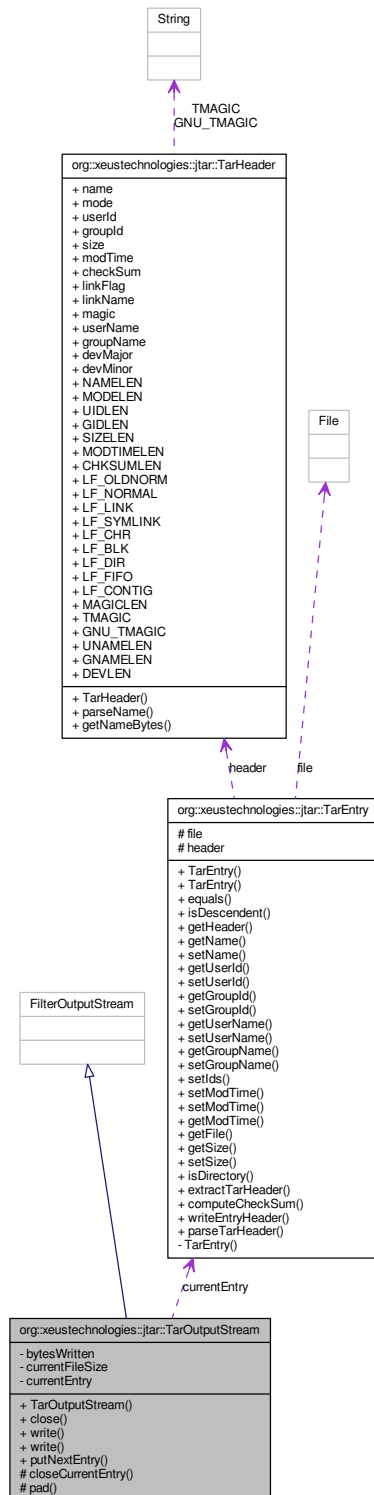 String
TMAGIC
GNU_TMAGIC
org::xeustechnologies::jtar::TarHeader
+ name
+ mode
+ userId
+ groupId
+ size
+ modTime
+ checkSum
+ linkFlag
+ linkName
+ magic
+ userName
+ groupName
+ devMajor
+ devMinor
+ NAMELEN
+ MODELEN
+ UIDLEN
+ GIDLEN
+ SIZELEN
+ MODTIMELEN
+ CHKSUMLEN
+ LF_OLDNORM
+ LF_NORMAL
+ LF_LINK
+ LF_SYMLINK
+ LF_CHR
+ LF_BLK
+ LF_DIR
+ LF_FIFO
+ LF_CONTIG
+ MAGICLEN
+ TMAGIC
+ GNU_TMAGIC
+ UNAMELEN
+ GNAMELEN
+ DEVLEN
+ TarHeader()
+ parseName()
+ getNameBytes()
File
header
file
org::xeustechnologies::jtar::TarEntry
# file
# header
+ TarEntry()
+ TarEntry()
+ equals()
+ isDescendent()
+ getHeader()
+ getName()
+ setName()
+ getUserId()
+ setUserId()
+ getGroupId()
+ setGroupId()
+ getUserName()
+ setUserName()
+ getGroupName()
+ setGroupName()
+ setIds()
+ setModTime()
+ setModTime()
+ getModTime()
+ getFile()
+ getSize()
+ setSize()
+ isDirectory()
+ extractTarHeader()
+ computeCheckSum()
+ writeEntryHeader()
+ parseTarHeader()
- TarEntry()
FilterOutputStream
currentEntry
org::xeustechnologies::jtar::TarOutputStream
- bytesWritten
- currentFileSize
- currentEntry
+ TarOutputStream()
+ close()
+ write()
+ write()
+ putNextEntry()
# closeCurrentEntry()
# pad()